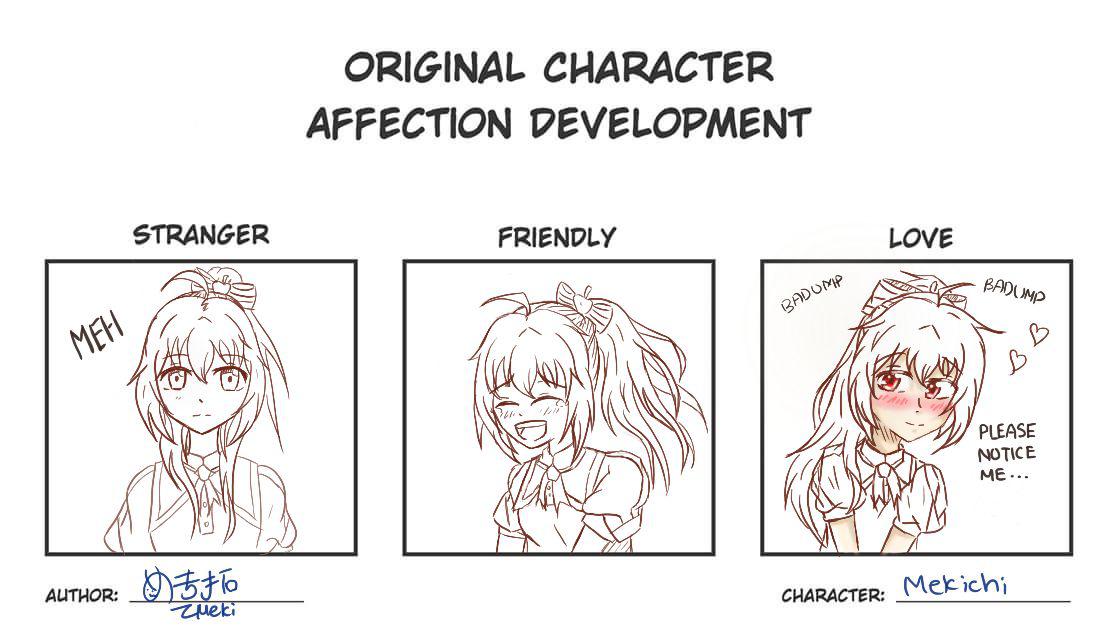 ORIGINAL CHARACTER
AFFECTION DEVELOPMENT
STRANGER
FRIENDLY
LOVE
MEH
BADUMP
BADUMP
PLEASE
NOTICE
ME...
AUTHOR:
CHARACTER: Mekichi